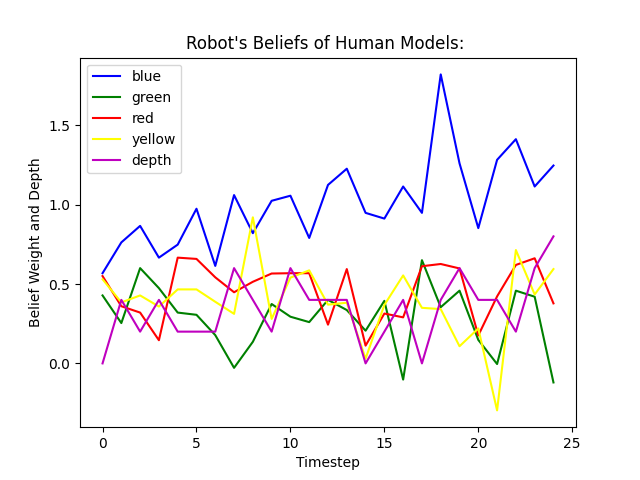 Robot's Beliefs of Human Models:
blue
green
red
yellow
depth
Belief Weight and Depth
1.5
1.0
0.5
0.0
0 5 10 15 20 25
Timestep